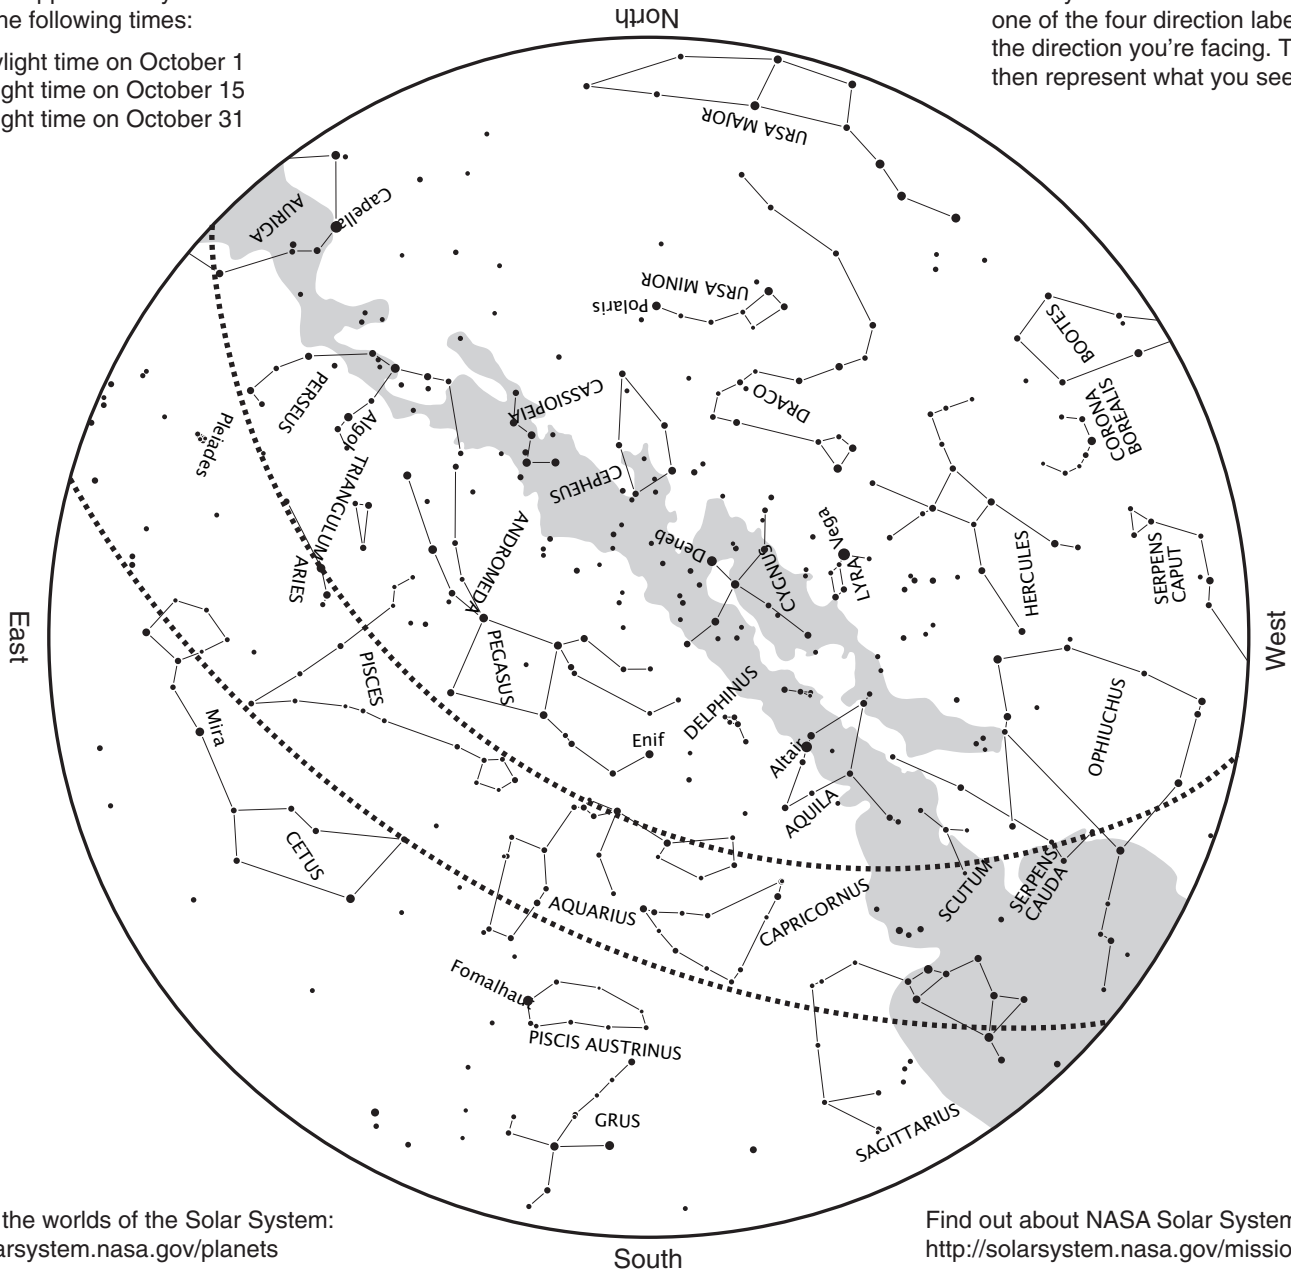 he following times:
light time on October 1
ght time on October 15
ght time on October 31
one of the four direction labe
the direction you're facing. T
then represent what you see
North
URSA MAJOR
Capella
AURIGA
URSA MINOR
Polaris
BOOTES
CASSIOPEIA
DRACO
CORONA
BOREALIS
PERSEUS
Algol
Pleiades
TRIANGULUM
CEPHEUS
ANDROMEDA
Deneb
CYGNUS
Vega
LYRA
HERCULES
SERPENS
CAPUT
ARIES
East
West
PISCES
PEGASUS
DELPHINUS
OPHIUCHUS
Mira
Enif
Altair
AQUILA
CETUS
AQUARIUS
CAPRICORNUS
SCUTUM
SERPENS
CAUDA
Fomalhaut
PISCIS AUSTRINUS
GRUS
SAGITTARIUS
South
the worlds of the Solar System:
arsystem.nasa.gov/planets
Find out about NASA Solar System
http://solarsystem.nasa.gov/missio